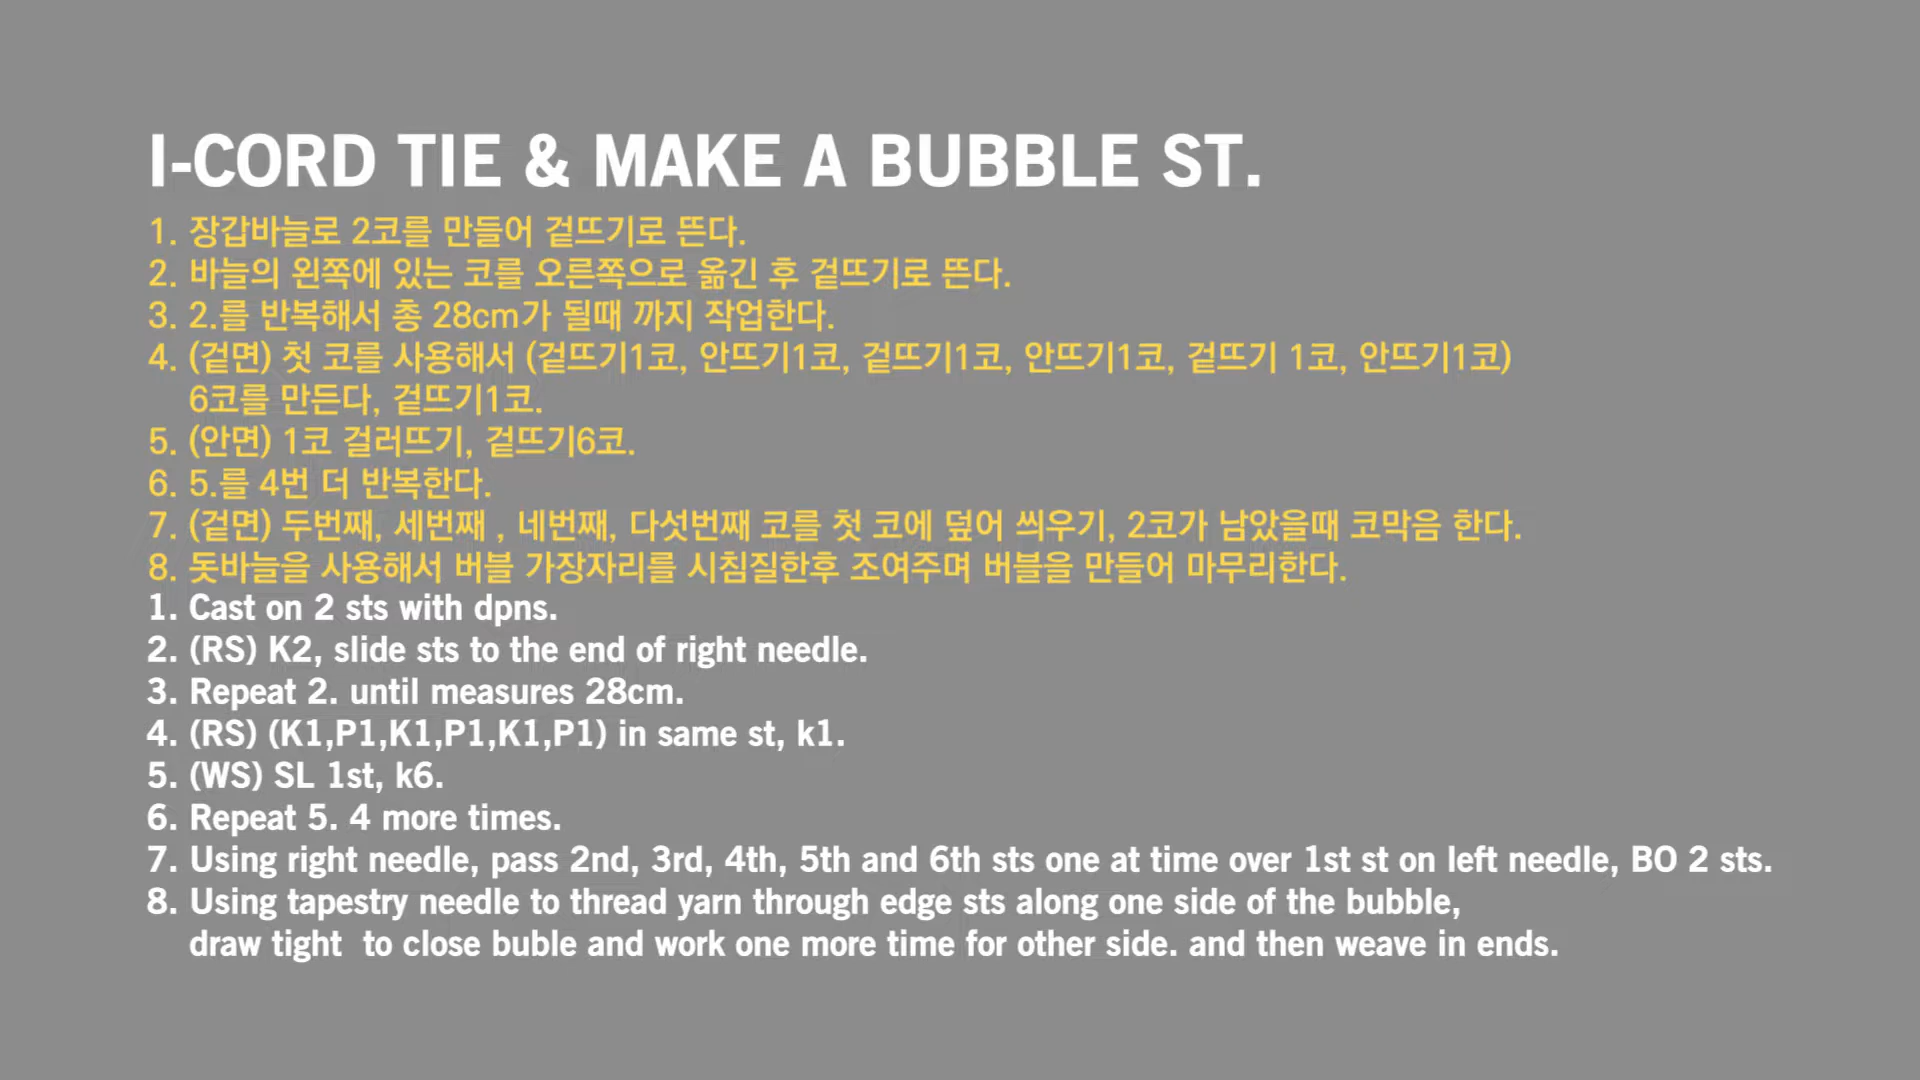 I-CORD TIE & MAKE A BUBBLE ST.
1. 장갑바늘로 2코를 만들어 겉뜨기로 뜬다.
2. 바늘의 왼쪽에 있는 코를 오른쪽으로 옮긴 후 겉뜨기로 뜬다.
3. 2.를 반복해서 총 28cm가 될때 까지 작업한다.
4. (겉면) 첫 코를 사용해서 (겉뜨기1코, 안뜨기1코, 겉뜨기1코, 안뜨기1코, 겉뜨기 1코, 안뜨기1코)
6코를 만든다, 겉뜨기1코.
5. (안면) 1코 걸러뜨기, 겉뜨기6코.
6. 5.를 4번 더 반복한다.
7. (겉면) 두번째, 세번째 , 네번째, 다섯번째 코를 첫 코에 덮어 씌우기, 2코가 남았을때 코막음 한다.
8. 돗바늘을 사용해서 버블 가장자리를 시침질한후 조여주며 버블을 만들어 마무리한다.
1. Cast on 2 sts with dpns.
2. (RS) K2, slide sts to the end of right needle.
3. Repeat 2. until measures 28cm.
4. (RS) (K1,P1,K1,P1,K1,P1) in same st, k1.
5. (WS) SL 1st, k6.
6. Repeat 5. 4 more times.
7. Using right needle, pass 2nd, 3rd, 4th, 5th and 6th sts one at time over 1st st on left needle, BO 2 sts.
8. Using tapestry needle to thread yarn through edge sts along one side of the bubble,
draw tight  to close buble and work one more time for other side. and then weave in ends.